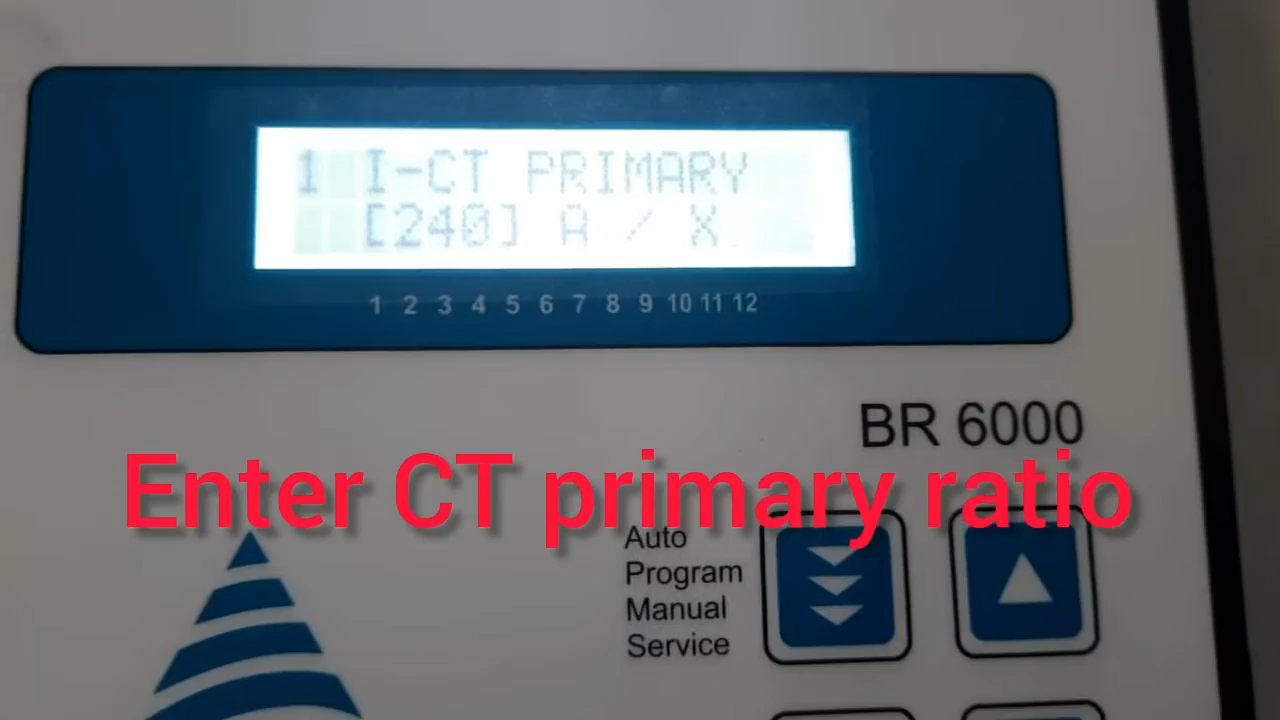 1 I-CT PRIMARY
[240] A / X
1 2 3 4 5 6 7 8 9 10 11 12
BR 6000
Enter CT primary ratio
Auto
Program
Manual
Service